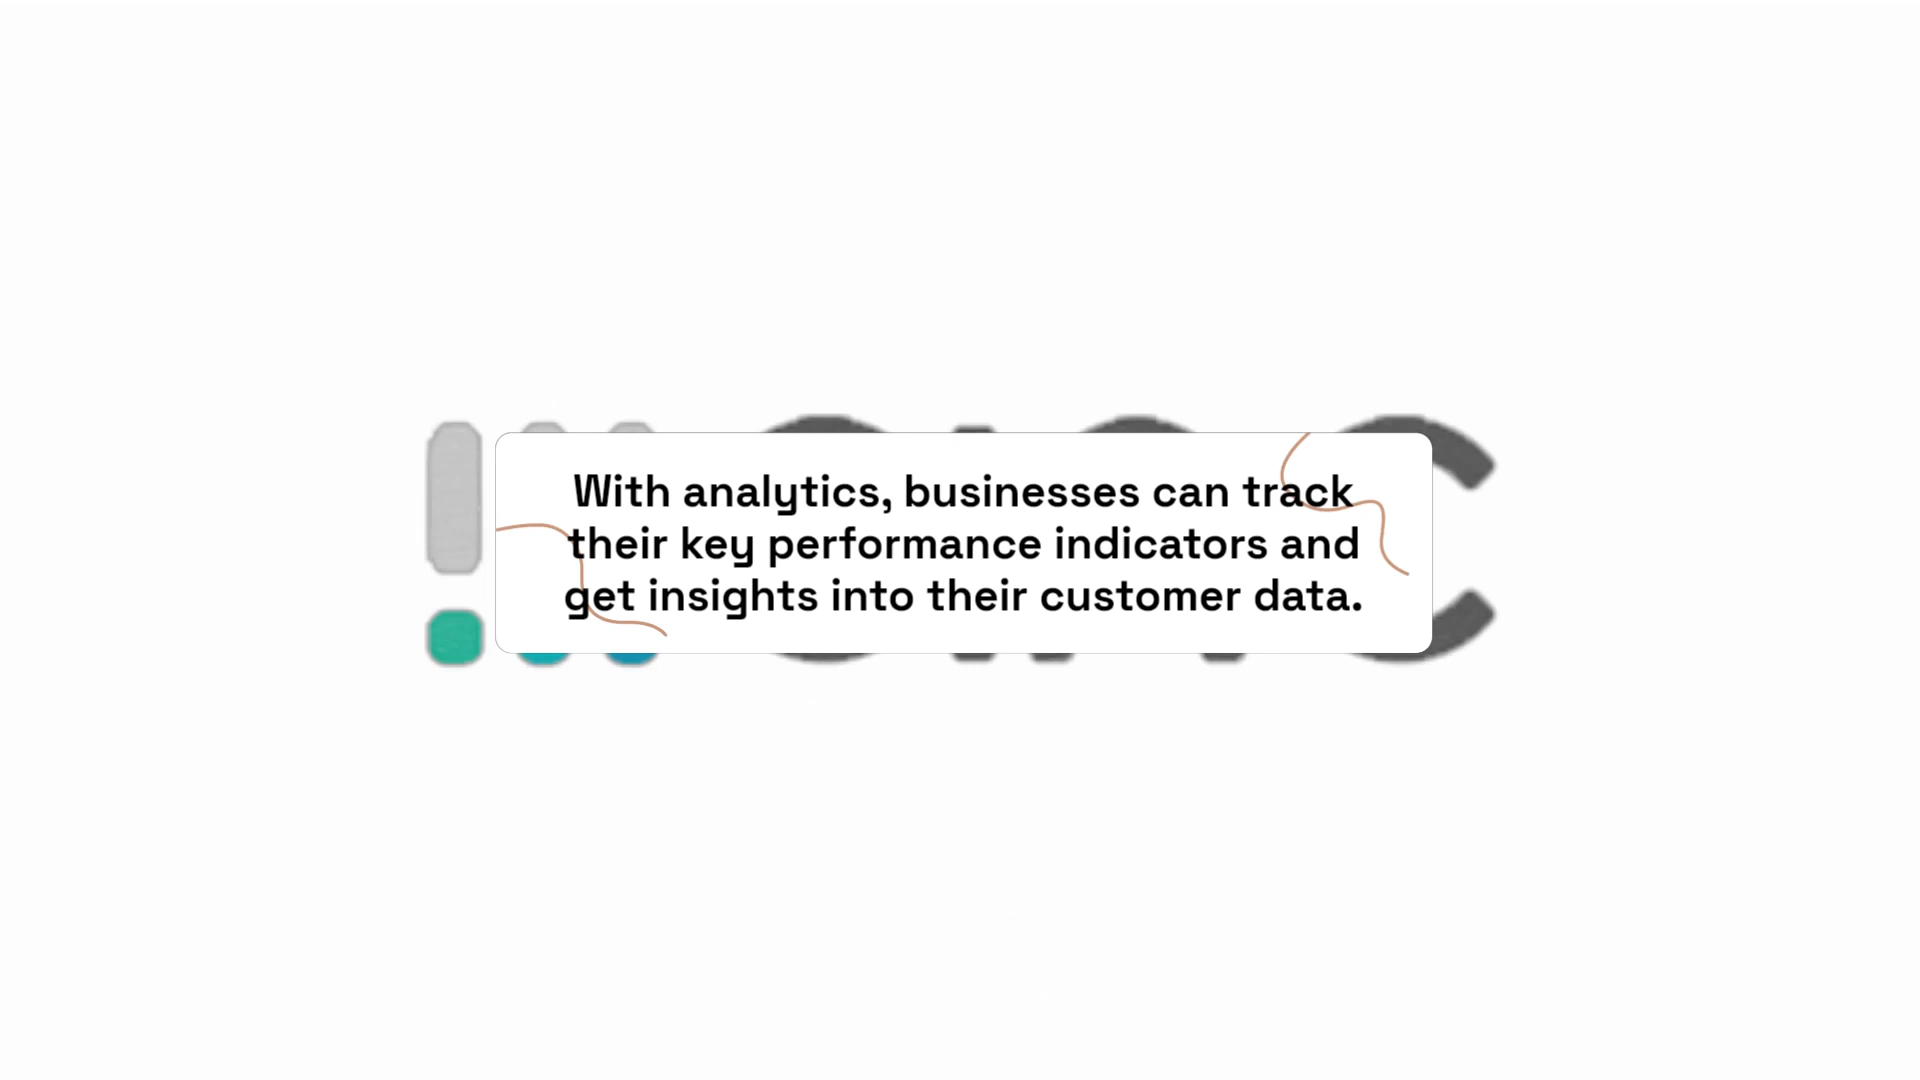 With analytics, businesses can track
their key performance indicators and
get insights into their customer data.